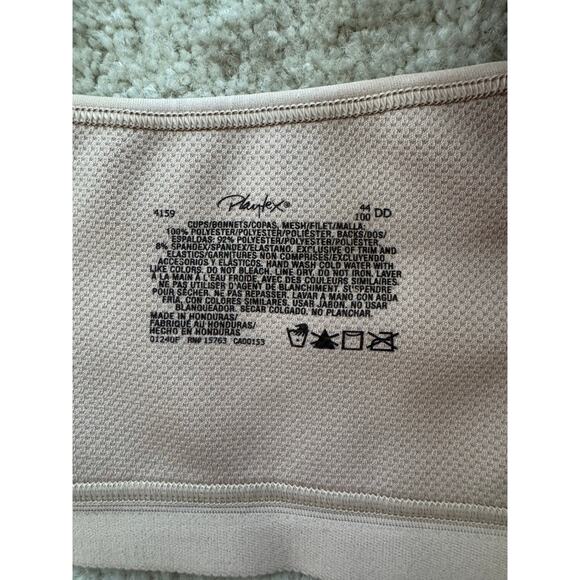 4159 Playtex® 44 DD
100
CUPS/BONNETS/COPAS, MESH/FILET/MALLA:
100% POLYESTER/POLYESTER/POLIÉSTER. BACKS/DOS/
ESPALDAS: 92% POLYESTER/POLYESTER/POLIÉSTER,
8% SPANDEX/SPANDEX/ELASTANO. EXCLUSIVE OF TRIM AND
ELASTICS/GARNITURES NON COMPRISES/EXCLUYENDO
ACCESORIOS Y ELÁSTICOS. HAND WASH COLD WATER WITH
LIKE COLORS. DO NOT BLEACH. LINE DRY. DO NOT IRON. LAVER
À LA MAIN À L'EAU FROIDE, AVEC DES COULEURS SIMILAIRES.
NE PAS UTILISER D'AGENT DE BLANCHIMENT. SUSPENDRE
POUR SÉCHER. NE PAS REPASSER. LAVAR A MANO CON AGUA
FRÍA, CON COLORES SIMILARES. USAR JABÓN. NO USAR
BLANQUEADOR. SECAR COLGADO. NO PLANCHAR.
MADE IN HONDURAS/
FABRIQUÉ AU HONDURAS/
HECHO EN HONDURAS
01240F RN# 15763 CA00153